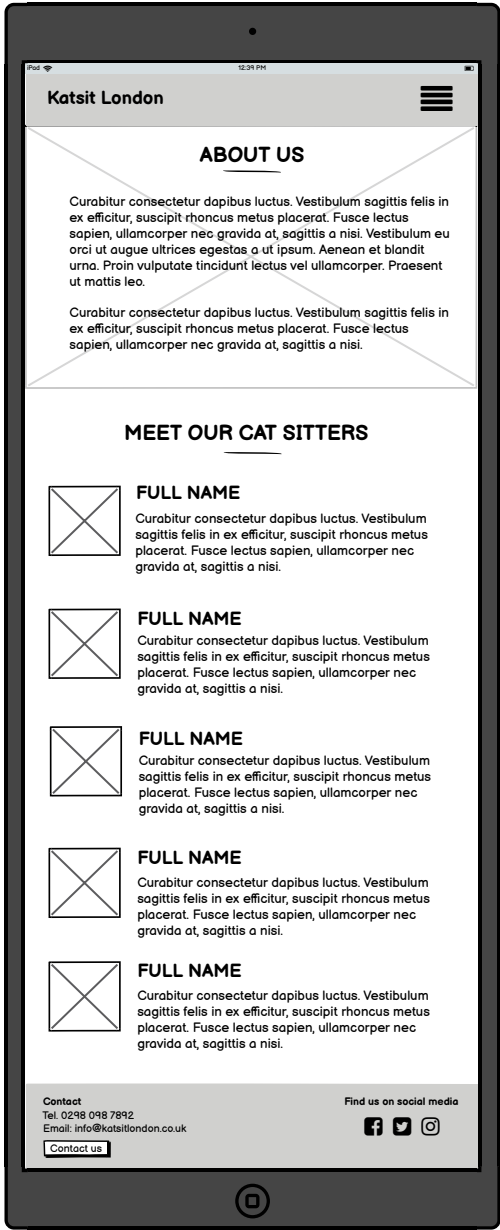 iPad 12:39 PM
Katsit London
ABOUT US
Curabitur consectetur dapibus luctus. Vestibulum sagittis felis in
ex efficitur, suscipit rhoncus metus placerat. Fusce lectus
sapien, ullamcorper nec gravida at, sagittis a nisi. Vestibulum eu
orci ut augue ultrices egestas a ut ipsum. Aenean et blandit
urna. Proin vulputate tincidunt lectus vel ullamcorper. Praesent
ut mattis leo.
Curabitur consectetur dapibus luctus. Vestibulum sagittis felis in
ex efficitur, suscipit rhoncus metus placerat. Fusce lectus
sapien, ullamcorper nec gravida at, sagittis a nisi.
MEET OUR CAT SITTERS
FULL NAME
Curabitur consectetur dapibus luctus. Vestibulum
sagittis felis in ex efficitur, suscipit rhoncus metus
placerat. Fusce lectus sapien, ullamcorper nec
gravida at, sagittis a nisi.
FULL NAME
Curabitur consectetur dapibus luctus. Vestibulum
sagittis felis in ex efficitur, suscipit rhoncus metus
placerat. Fusce lectus sapien, ullamcorper nec
gravida at, sagittis a nisi.
FULL NAME
Curabitur consectetur dapibus luctus. Vestibulum
sagittis felis in ex efficitur, suscipit rhoncus metus
placerat. Fusce lectus sapien, ullamcorper nec
gravida at, sagittis a nisi.
FULL NAME
Curabitur consectetur dapibus luctus. Vestibulum
sagittis felis in ex efficitur, suscipit rhoncus metus
placerat. Fusce lectus sapien, ullamcorper nec
gravida at, sagittis a nisi.
FULL NAME
Curabitur consectetur dapibus luctus. Vestibulum
sagittis felis in ex efficitur, suscipit rhoncus metus
placerat. Fusce lectus sapien, ullamcorper nec
gravida at, sagittis a nisi.
Contact
Tel. 0298 098 7892
Email: info@katsitlondon.co.uk
Contact us
Find us on social media